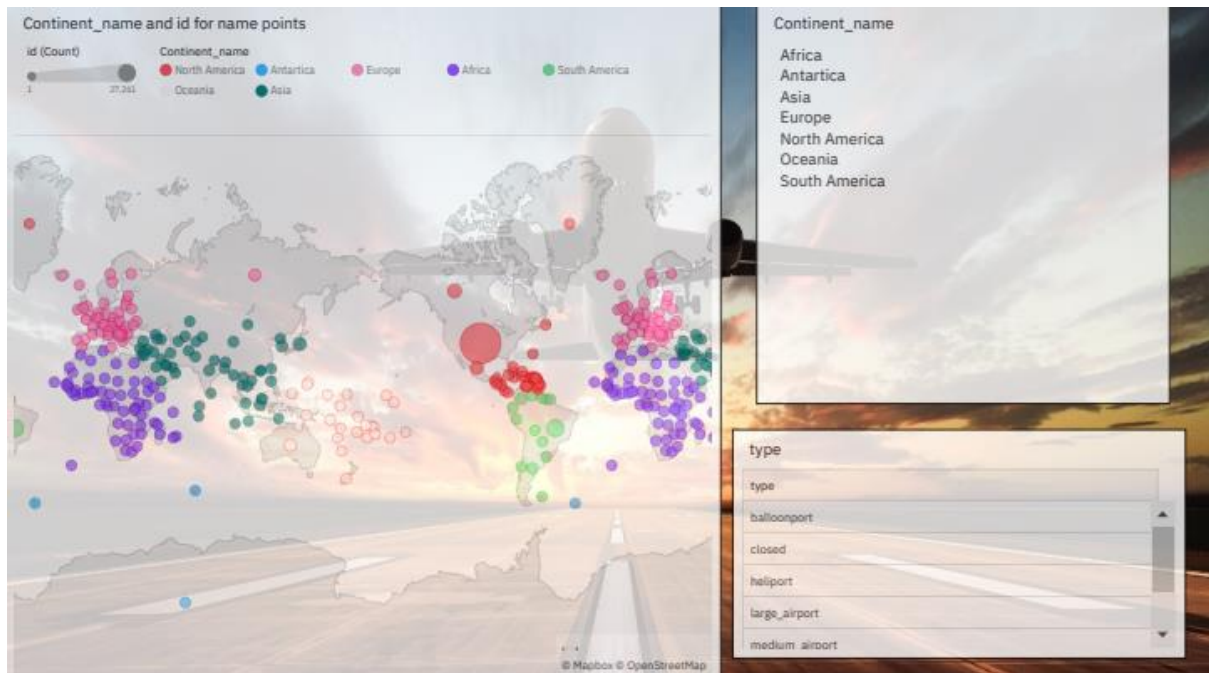 Continent_name and id for name points
id (Count)
1
27,261
Continent_name
North America Antartica Europe Africa South America
Oceania Asia
© Mapbox © OpenStreetMap
Continent_name
Africa
Antartica
Asia
Europe
North America
Oceania
South America
type
type
balloonport
closed
heliport
large_airport
medium_airport